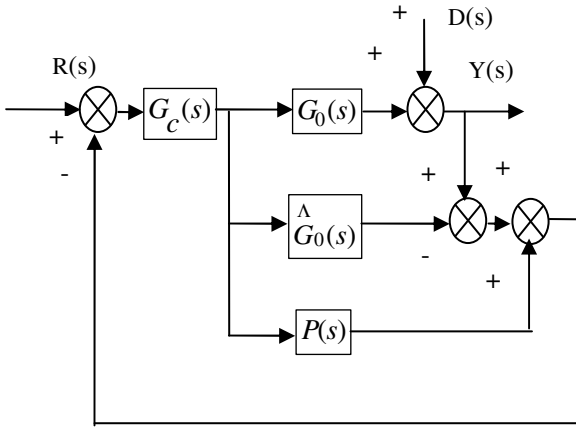 +
D(s)
+
R(s)
Y(s)
G_c(s)
G_0(s)
+
-
+
+
Λ
G_0(s)
-
+
P(s)